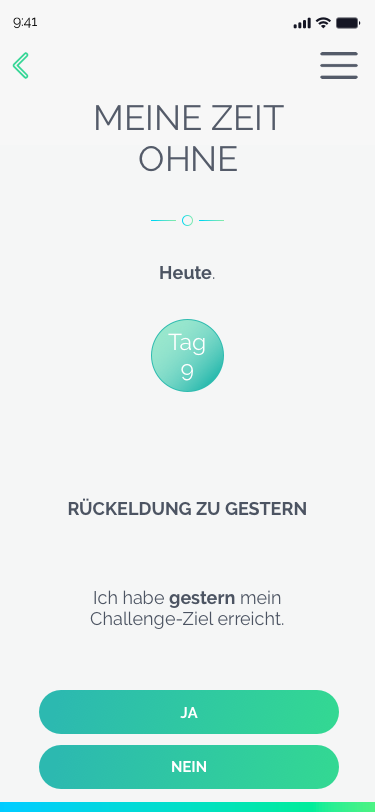 9:41
MEINE ZEIT
OHNE
Heute.
Tag
9
RÜCKELDUNG ZU GESTERN
Ich habe gestern mein
Challenge-Ziel erreicht.
JA
NEIN